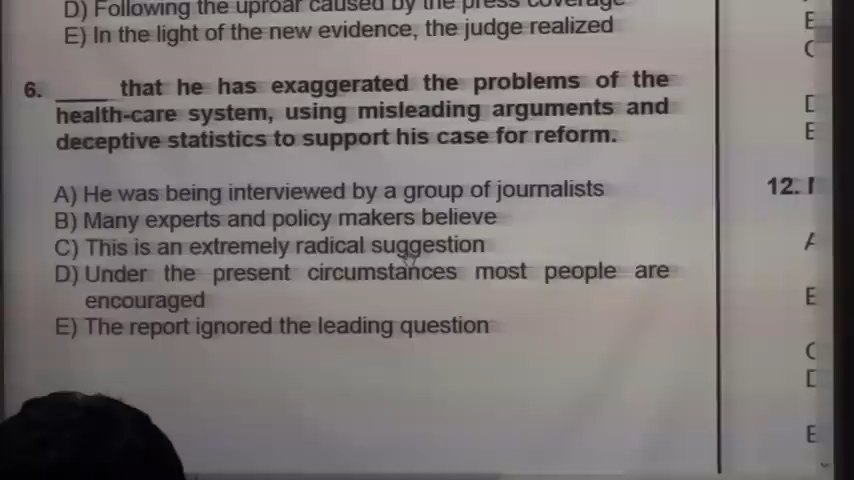 D) Following the uproar caused by the press coverage
E) In the light of the new evidence, the judge realized
6. _____ that he has exaggerated the problems of the
health-care system, using misleading arguments and
deceptive statistics to support his case for reform.
A) He was being interviewed by a group of journalists
B) Many experts and policy makers believe
C) This is an extremely radical suggestion
D) Under the present circumstances most people are
encouraged
E) The report ignored the leading question
12.